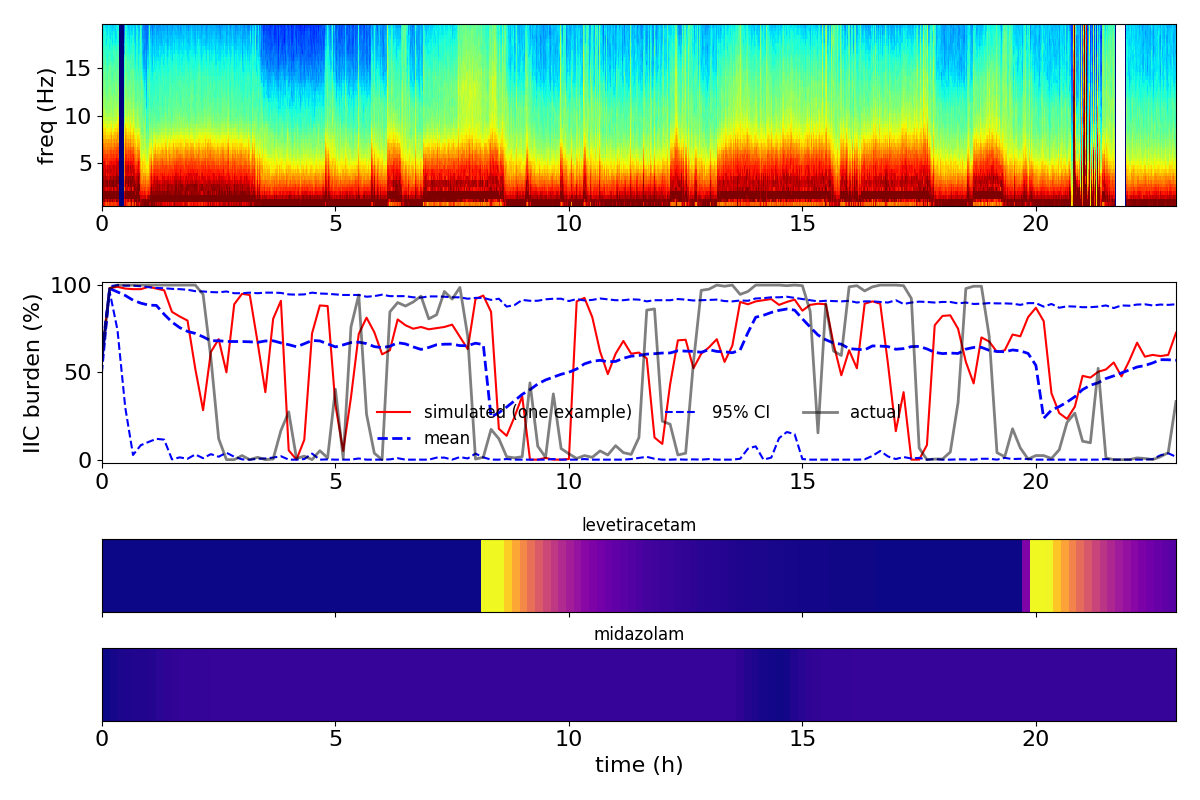 freq (Hz)
15
10
5
0 5 10 15 20
IIC burden (%)
100
50
0
simulated (one example)
mean
95% CI
actual
0 5 10 15 20
levetiracetam
midazolam
0 5 10 15 20
time (h)